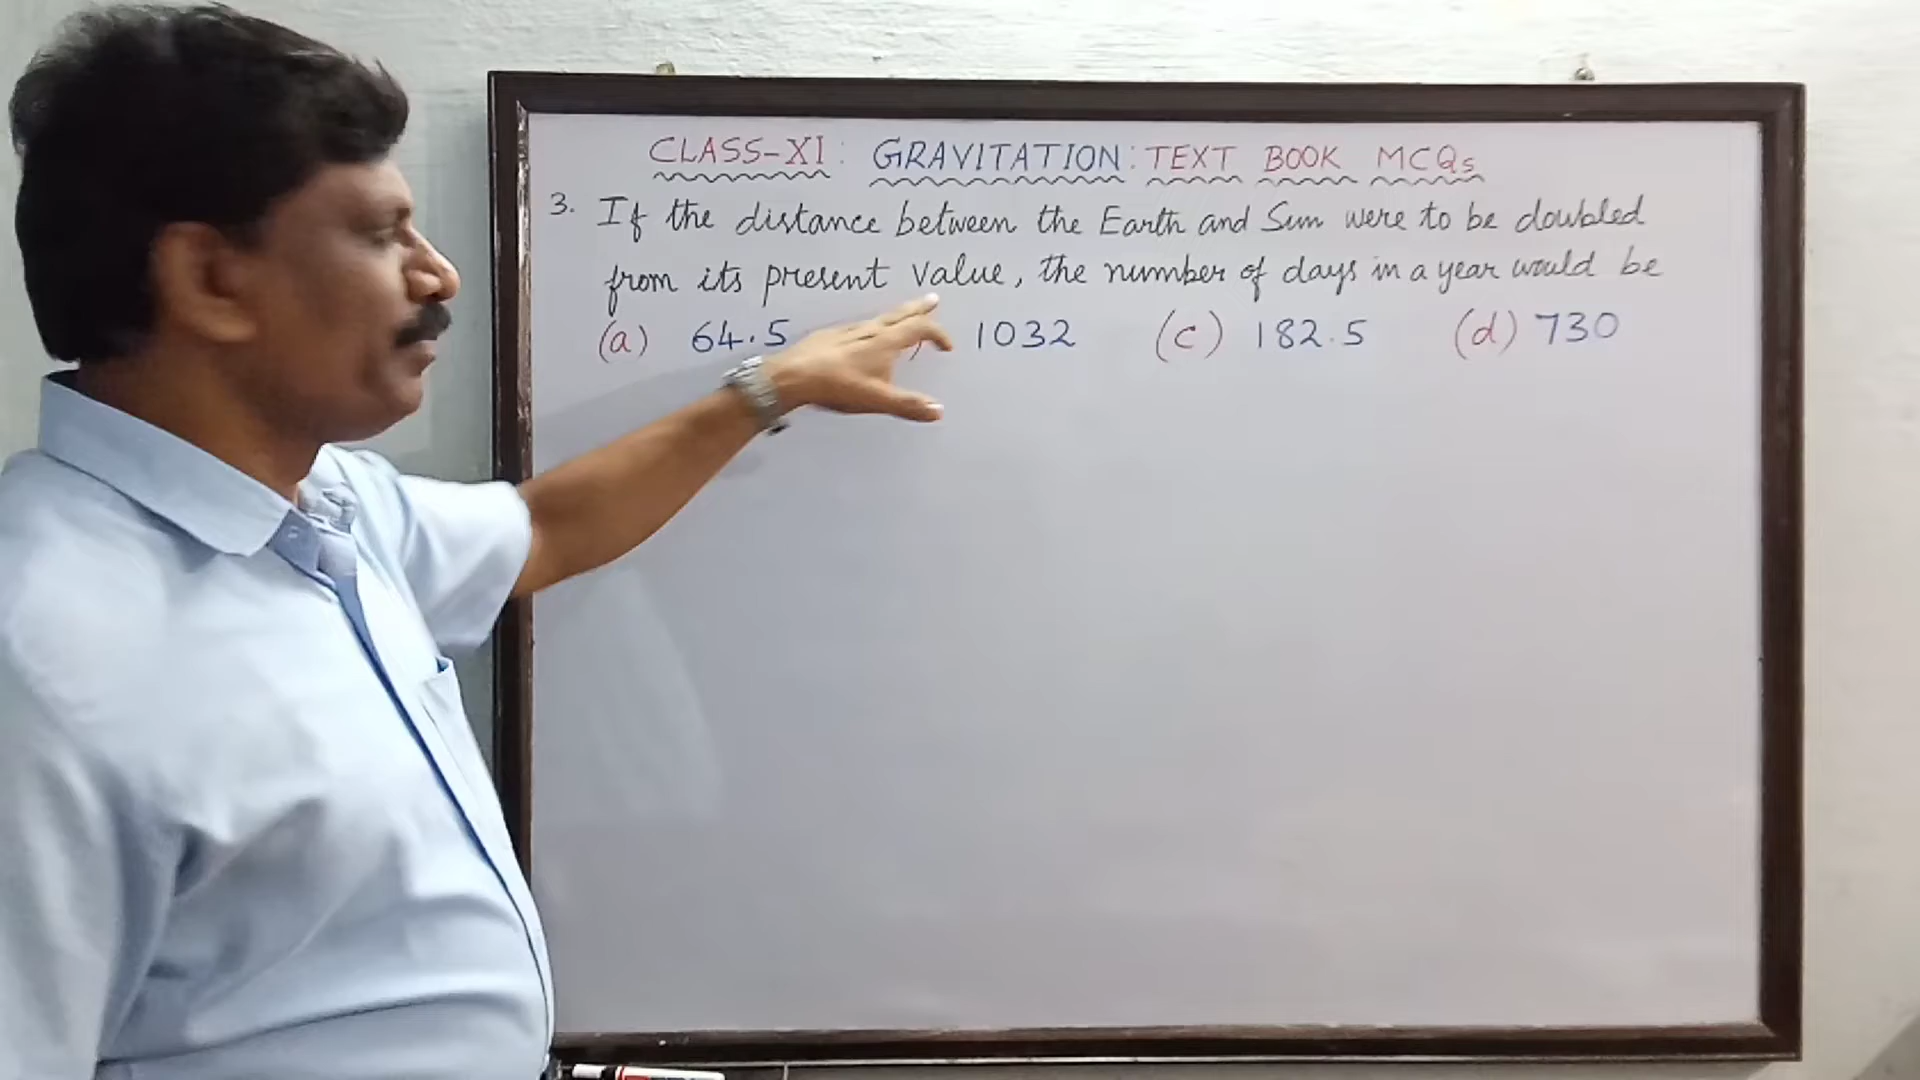 CLASS-XI: GRAVITATION: TEXT BOOK MCQs
3. If the distance between the Earth and Sun were to be doubled
from its present value, the number of days in a year would be
(a) 64.5 ) 1032 (c) 182.5 (d) 730